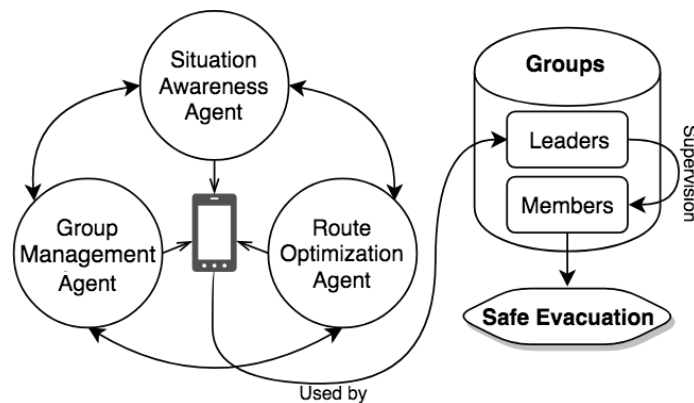 Situation
Awareness
Agent
Group
Management
Agent
Route
Optimization
Agent
Used by
Groups
Leaders
Members
Supervision
Safe Evacuation